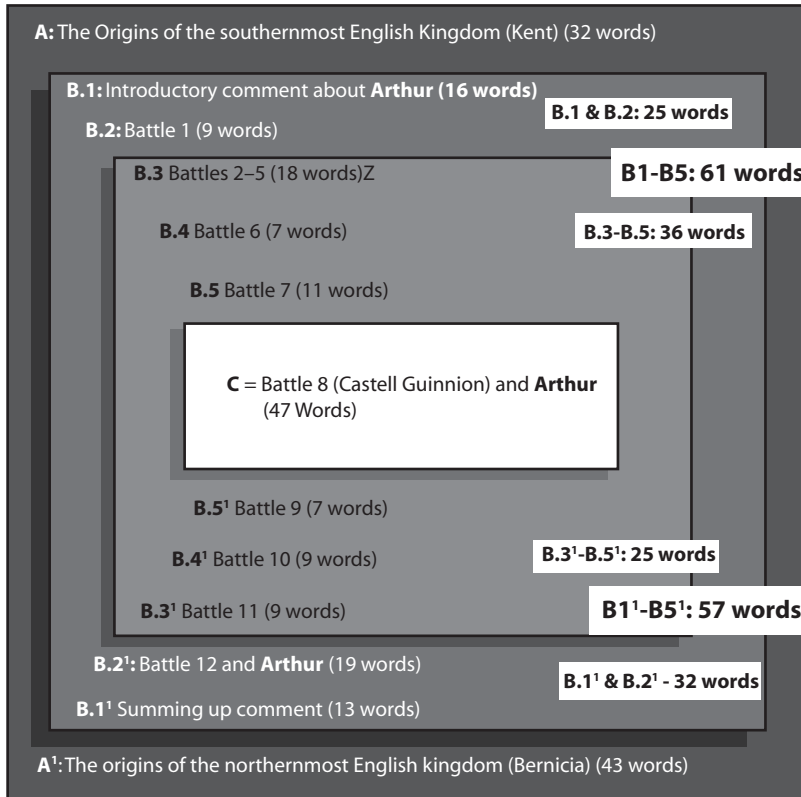 A: The Origins of the southernmost English Kingdom (Kent) (32 words)
B.1: Introductory comment about Arthur (16 words)
B.1 & B.2: 25 words
B.2: Battle 1 (9 words)
B.3 Battles 2–5 (18 words)Z
B1-B5: 61 words
B.4 Battle 6 (7 words)
B.3-B.5: 36 words
B.5 Battle 7 (11 words)
C = Battle 8 (Castell Guinnion) and Arthur
(47 Words)
B.5¹ Battle 9 (7 words)
B.4¹ Battle 10 (9 words)
B.3¹-B.5¹: 25 words
B.3¹ Battle 11 (9 words)
B1¹-B5¹: 57 words
B.2¹: Battle 12 and Arthur (19 words)
B.1¹ & B.2¹ - 32 words
B.1¹ Summing up comment (13 words)
A¹: The origins of the northernmost English kingdom (Bernicia) (43 words)